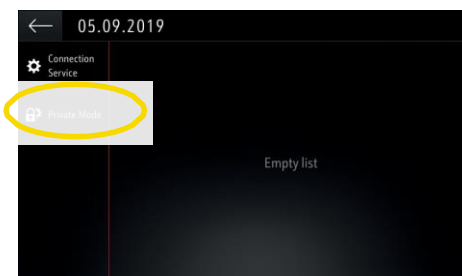 05.09.2019
Connection
Service
Private Mode
Empty list